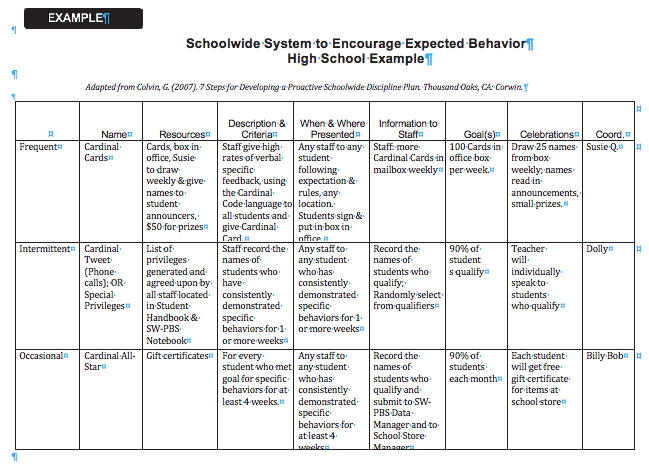 EXAMPLE¶
¶
Schoolwide·System·to·Encourage·Expected·Behavior¶
High·School·Example¶
¶
Adapted·from·Colvin,·G.·(2007).·7·Steps·for·Developing·a·Proactive·Schoolwide·Discipline·Plan.·Thousand·Oaks,·CA:·Corwin.¶
¶
¤ Name¤ Resources¤ Description·& Criteria¤ When·&·Where· Presented¤ Information·to· Staff¤ Goal(s)¤ Celebrations¤ Coord.¤
Frequent¤
Cardinal·
Cards¤
Cards,·box·in·
office,·Susie·
to·draw·
weekly·&·give·
names·to·
student·
announcers,·
$50·for·prizes¤
Staff·give·high·
rates·of·verbal·
specific·
feedback,·using·
the·Cardinal·
Code·language·to·
all·students·and·
give·Cardinal·
Card.¤
Any·staff·to·any·
student·
following·
expectation·&·
rules,·any·
location.·
Students·sign·&·
put·in·box·in·
office¤
Staff:·more·
Cardinal·Cards·in·
mailbox·weekly¤
100·Cards·in·
office·box·
per·week.¤
Draw·25·names·
from·box·
weekly;·names·
read·in·
announcements,·
small·prizes.¤
Susie·Q.¤
Intermittent¤
Cardinal·
Tweet·
(Phone·
calls);·OR·
Special·
Privileges¤
List·of·
privileges·
generated·and·
agreed·upon·by·
all·staff·located·
in·Student·
Handbook·&·
SW-PBS·
Notebook¤
Staff·record·the·
names·of·
students·who·
have·
consistently·
demonstrated·
specific·
behaviors·for·1·
or·more·weeks¤
Any·staff·to·
any·student·
who·has·
consistently·
demonstrated·
specific·
behaviors·for·1·
or·more·weeks¤
Record·the·
names·of·
students·who·
qualify;·
Randomly·select·
from·qualifiers¤
90%·of·
student
s·qualify¤
Teacher·
will·
individually·
speak·to·
students·
who·qualify¤
Dolly¤
Occasional¤
Cardinal·All-
Star¤
Gift·certificates¤
For·every·
student·who·met·
goal·for·specific·
behaviors·for·at·
least·4·weeks.¤
Any·staff·to·
any·student·
who·has·
consistently·
demonstrated·
specific·
behaviors·for·
at·least·4·
weeks¤
Record·the·
names·of·
students·who·
qualify·and·
submit·to·SW-
PBS·Data·
Manager·and·to·
School·Store·
Manager¤
90%·of·
students·
each·month¤
Each·student·
will·get·free·
gift·certificate·
for·items·at·
school·store¤
Billy·Bob¤
¶